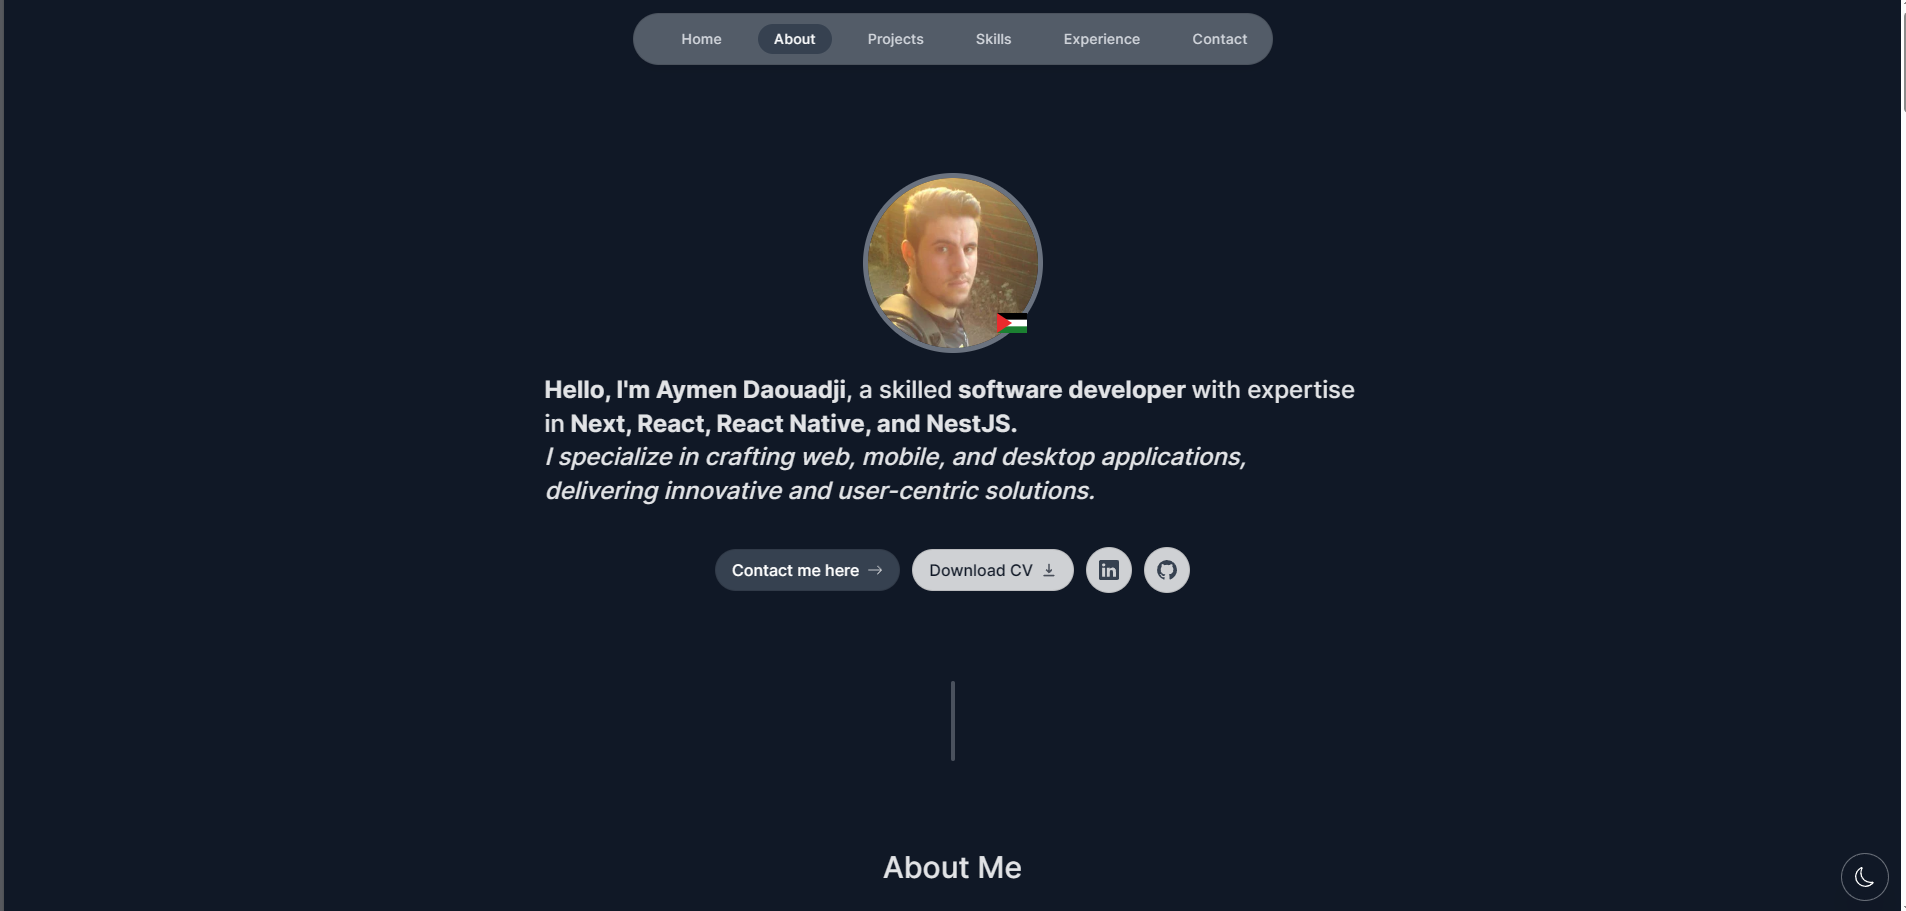 Home About Projects Skills Experience Contact
Hello, I'm Aymen Daouadji, a skilled software developer with expertise
in Next, React, React Native, and NestJS.
I specialize in crafting web, mobile, and desktop applications,
delivering innovative and user-centric solutions.
Contact me here Download CV in
About Me